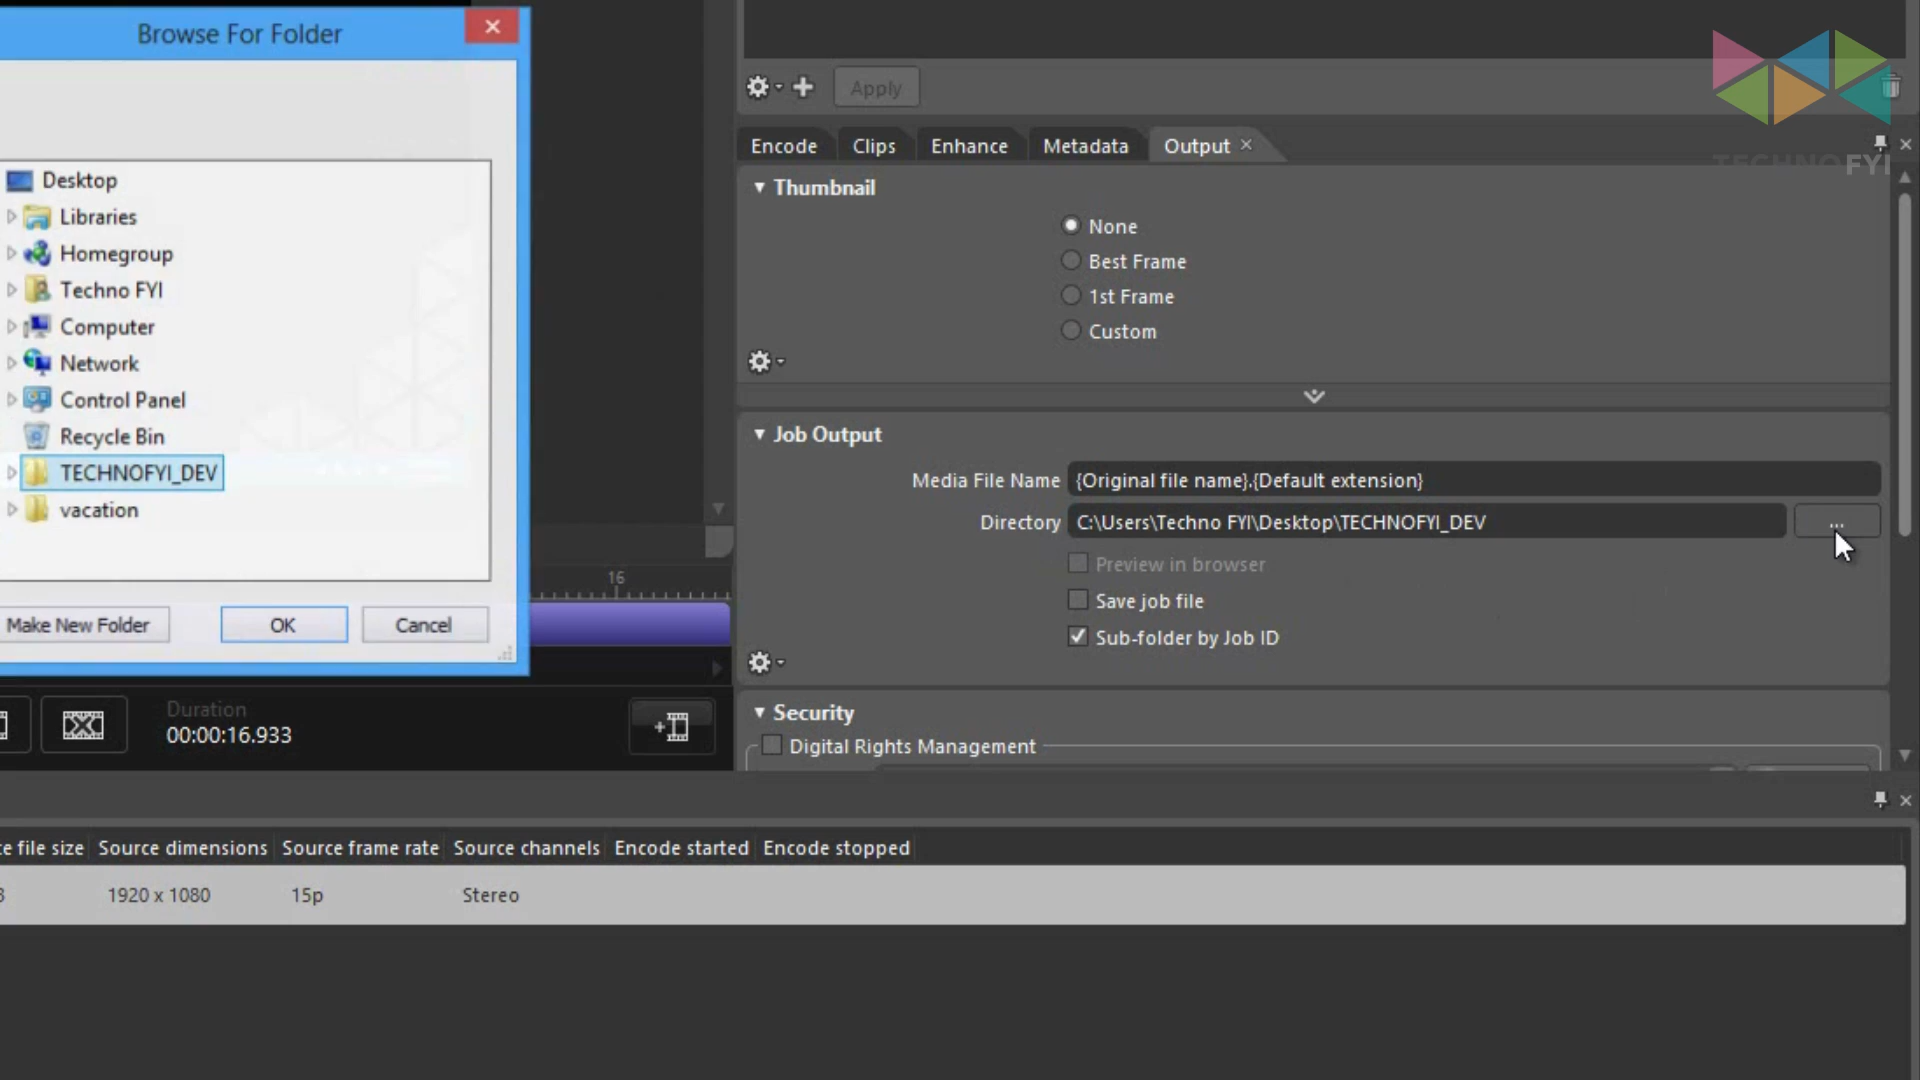 Browse For Folder
Desktop
Libraries
Homegroup
Techno FYI
Computer
Network
Control Panel
Recycle Bin
TECHNOFYI_DEV
vacation
Make New Folder
OK
Cancel
16
Duration
00:00:16.933
Apply
TECHNOFYI
Encode
Clips
Enhance
Metadata
Output
Thumbnail
None
Best Frame
1st Frame
Custom
Job Output
Media File Name {Original file name}.{Default extension}
Directory C:\Users\Techno FYI\Desktop\TECHNOFYI_DEV ...
Preview in browser
Save job file
Sub-folder by Job ID
Security
Digital Rights Management
file size Source dimensions Source frame rate Source channels Encode started Encode stopped
1920 x 1080 15p Stereo